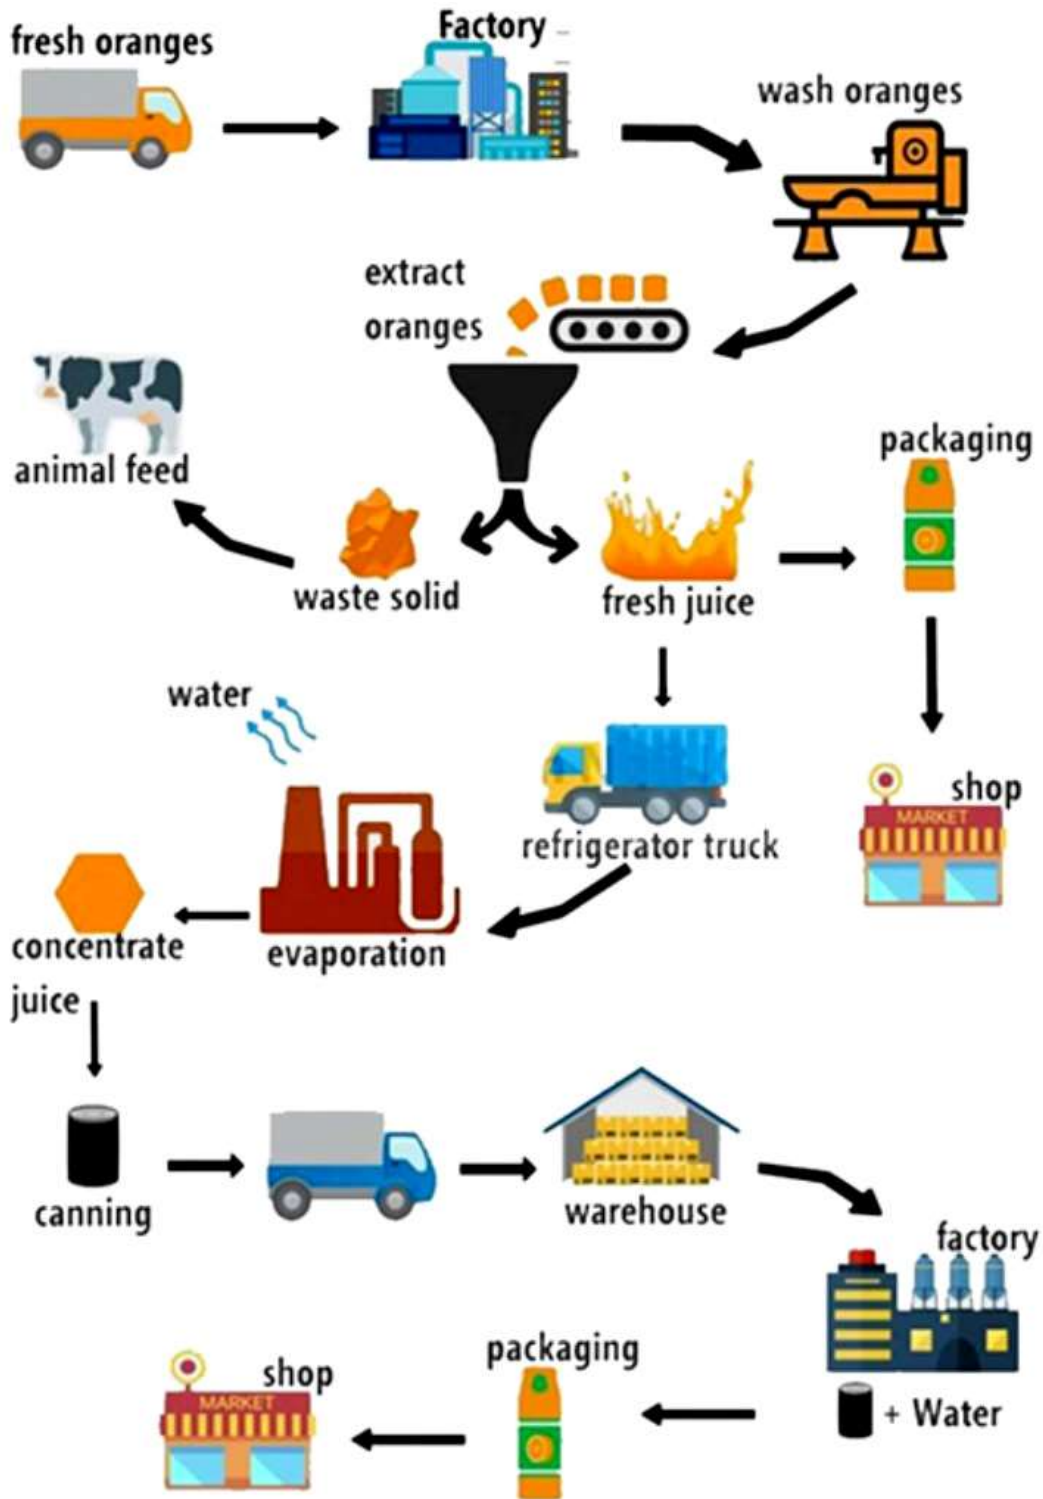 fresh oranges
Factory
wash oranges
extract
oranges
animal feed
packaging
waste solid
fresh juice
water
shop
MARKET
refrigerator truck
concentrate
juice
evaporation
canning
warehouse
factory
+ Water
packaging
shop
MARKET